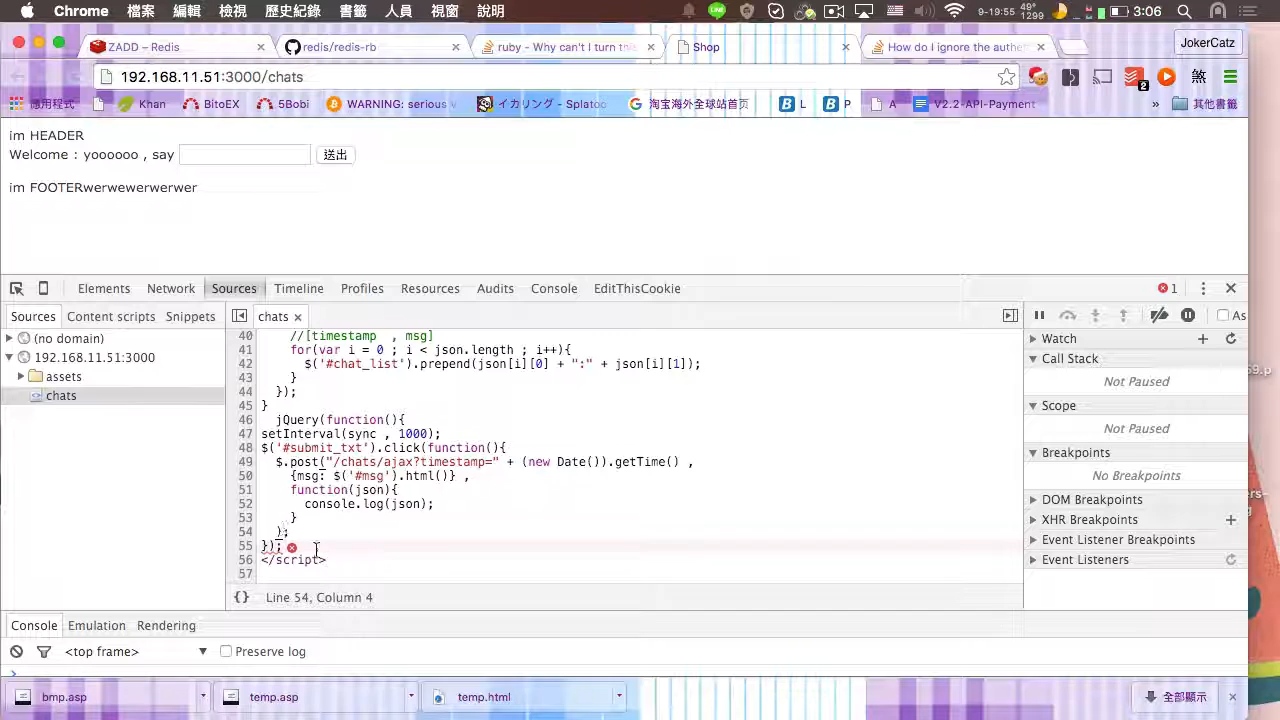 Chrome 檔案 編輯 檢視 歷史紀錄 書籤 人員 視窗 說明 9-19:55 48° 1299 3:06
ZADD – Redis × redis/redis-rb × ruby - Why can't I turn this × Shop × How do I ignore the authen × JokerCatz
192.168.11.51:3000/chats 2 煞
應用程式 Khan BitoEX 5Bobi WARNING: serious イカリング - Splatoo 淘宝海外全球站首页 L P A V2.2-API-Payment » 其他書籤
im HEADER
Welcome : yoooooo , say 送出
im FOOTERwerwewerwerwer
Elements Network Sources Timeline Profiles Resources Audits Console EditThisCookie 1
Sources Content scripts Snippets chats × As
(no domain)
192.168.11.51:3000
assets
chats
40 //[timestamp , msg]
41 for(var i = 0 ; i < json.length ; i++){
42 $('#chat_list').prepend(json[i][0] + ":" + json[i][1]);
43 }
44 });
45 }
46 jQuery(function(){
47 setInterval(sync , 1000);
48 $('#submit_txt').click(function(){
49 $.post("/chats/ajax?timestamp=" + (new Date()).getTime() ,
50 {msg: $('#msg').html()} ,
51 function(json){
52 console.log(json);
53 }
54 );
55 });
56 </script>
57
{} Line 54, Column 4
Watch
Call Stack
Not Paused
Scope
Not Paused
Breakpoints
No Breakpoints
DOM Breakpoints
XHR Breakpoints
Event Listener Breakpoints
Event Listeners
Console Emulation Rendering
<top frame> Preserve log
>
bmp.asp temp.asp temp.html 全部顯示
59.p
ers-
g